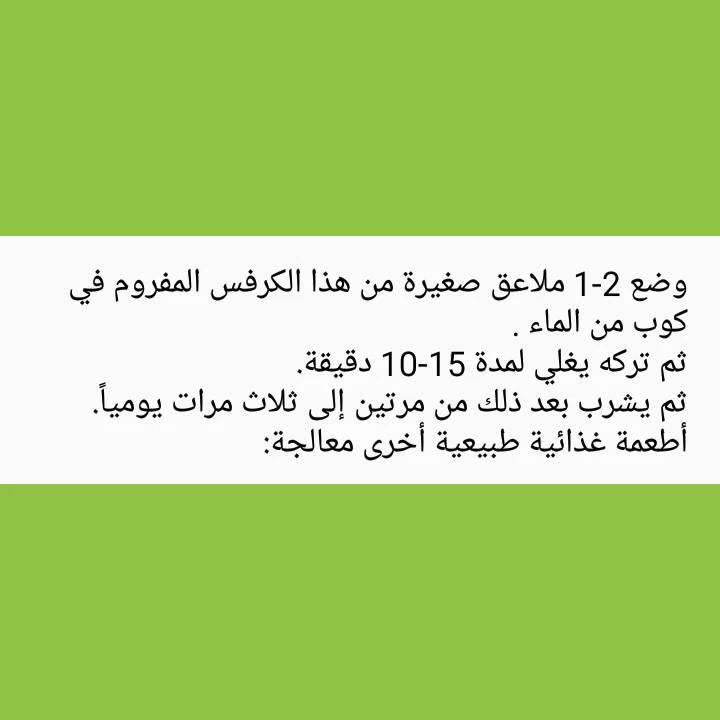 وضع 2-1 ملاعق صغيرة من هذا الكرفس المفروم في
كوب من الماء .
ثم تركه يغلي لمدة 15-10 دقيقة.
ثم يشرب بعد ذلك من مرتين إلى ثلاث مرات يومياً.
أطعمة غذائية طبيعية أخرى معالجة: